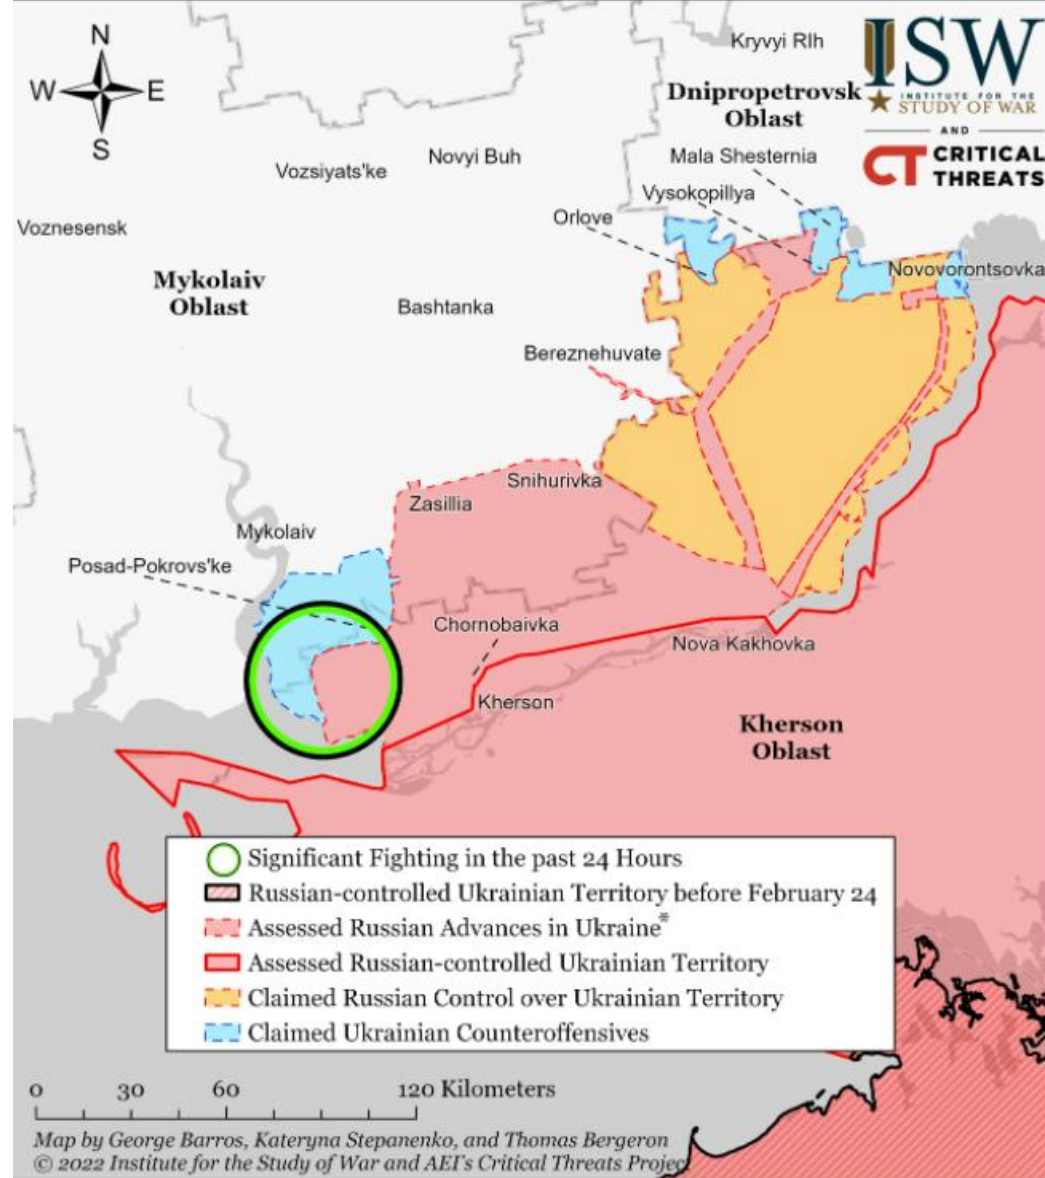 N
W
E
S
Kryvyi RIh
ISW
INSTITUTE FOR THE
STUDY OF WAR
AND
CT CRITICAL
THREATS
Dnipropetrovsk
Oblast
Novyi Buh
Mala Shesternia
Vozsiyats'ke
Vysokopillya
Orlove
Voznesensk
Novovorontsovka
Mykolaiv
Oblast
Bashtanka
Bereznehuvate
Snihurivka
Zasillia
Mykolaiv
Posad-Pokrovs'ke
Chornobaivka
Nova Kakhovka
Kherson
Kherson
Oblast
Significant Fighting in the past 24 Hours
Russian-controlled Ukrainian Territory before February 24
Assessed Russian Advances in Ukraine*
Assessed Russian-controlled Ukrainian Territory
Claimed Russian Control over Ukrainian Territory
Claimed Ukrainian Counteroffensives
0 30 60 120 Kilometers
Map by George Barros, Kateryna Stepanenko, and Thomas Bergeron
© 2022 Institute for the Study of War and AEI's Critical Threats Project